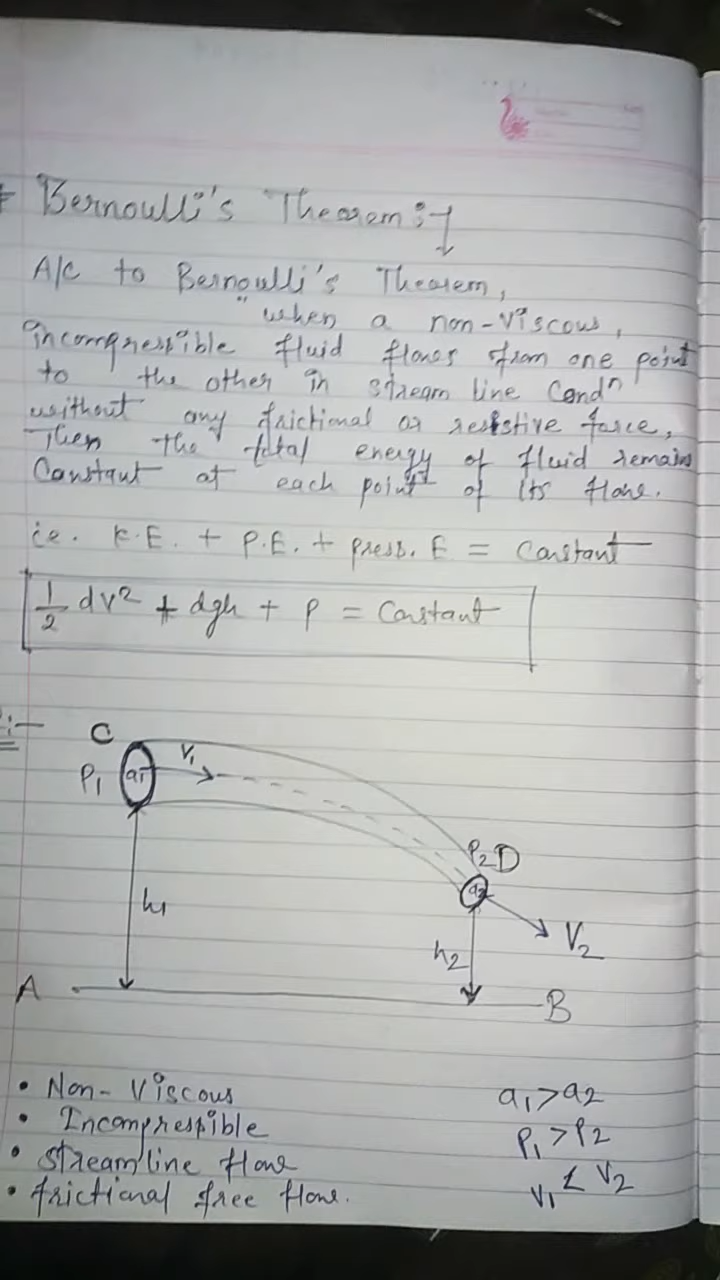 Bernoulli's Theorem :-
A/c to Bernoulli's Theorem,
"when a non-Viscous,
incompressible fluid flows from one point
to the other in stream line Condⁿ
without any frictional or resistive force,
Then the total energy of fluid remains
Constant at each point of its flow.
i.e. K.E. + P.E. + press. E = Constant
1/2 dv² + dgh + P = Constant
:-
C
P₁ a₁ V₁
P₂ D
a₂
h₁
h₂ V₂
A B
• Non-Viscous a₁>a₂
• Incompressible P₁>P₂
• streamline flow V₁ < V₂
• frictional free flow.